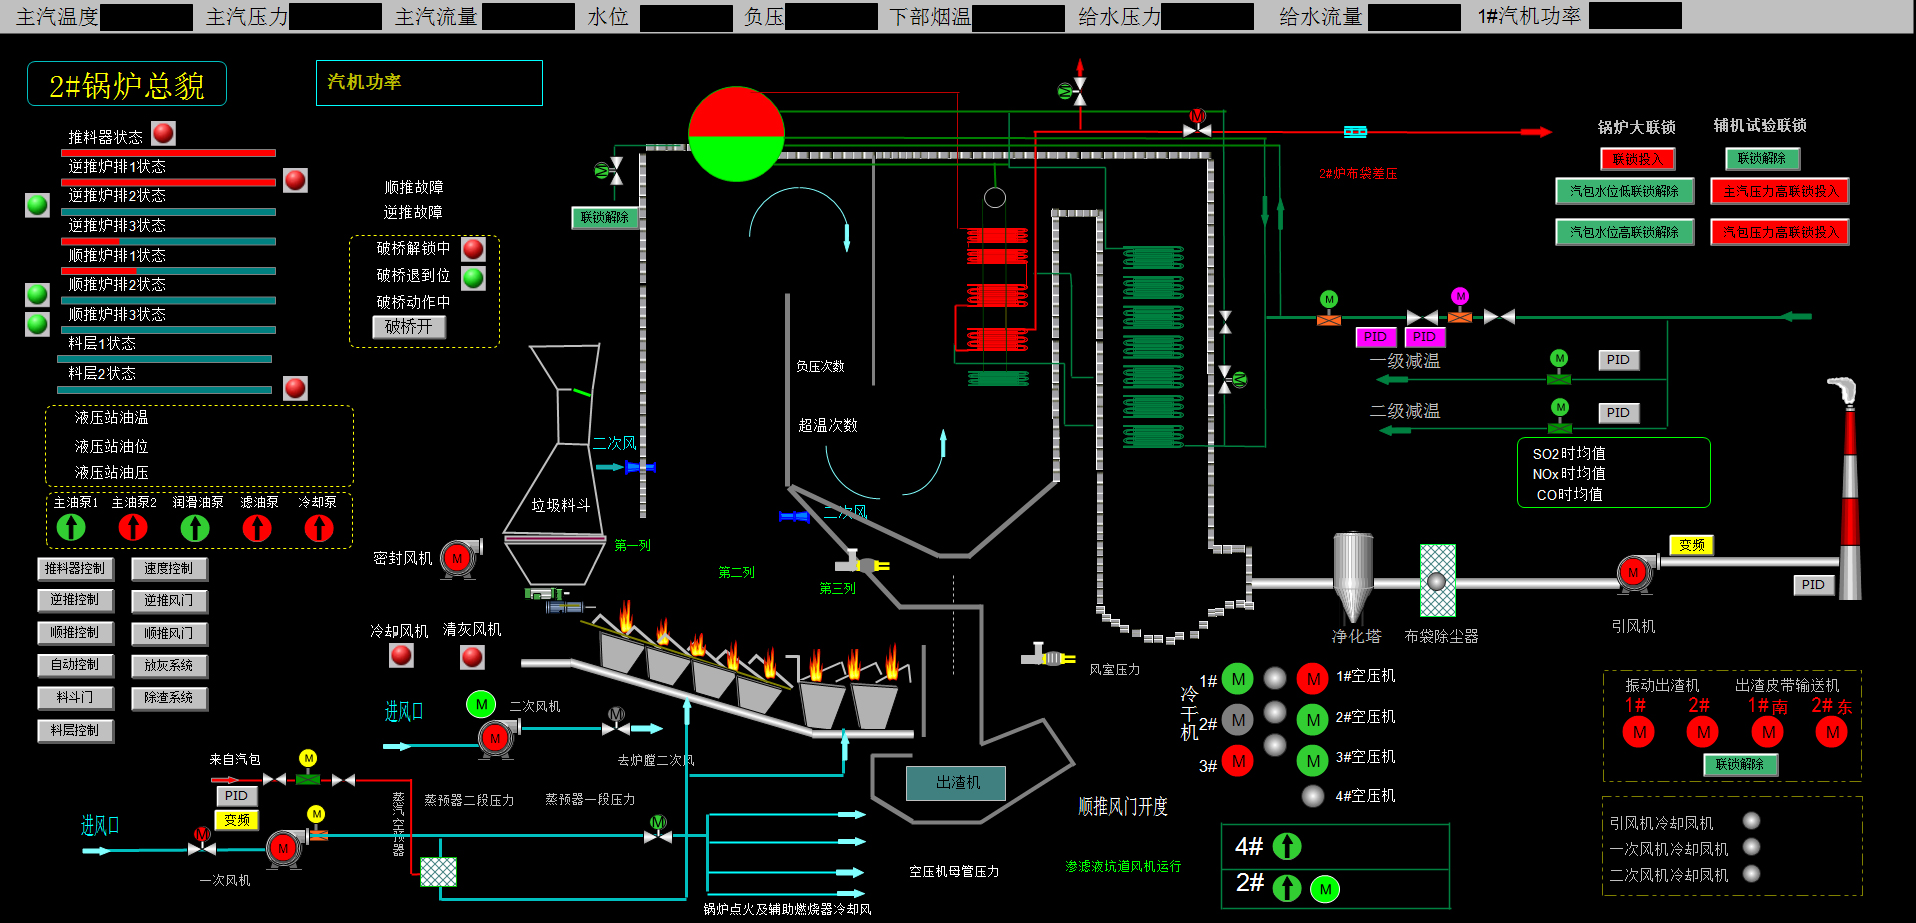 主汽温度 主汽压力 主汽流量 水位 负压 下部烟温 给水压力 给水流量 1#汽机功率
2#锅炉总貌
汽机功率
推料器状态
逆推炉排1状态
逆推炉排2状态
逆推炉排3状态
顺推炉排1状态
顺推炉排2状态
顺推炉排3状态
料层1状态
料层2状态
液压站油温
液压站油位
液压站油压
主油泵1 主油泵2 润滑油泵 滤油泵 冷却泵
推料器控制 速度控制
逆推控制 逆推风门
顺推控制 顺推风门
自动控制 放灰系统
料斗门 除渣系统
料层控制
顺推故障
逆推故障
破桥解锁中
破桥退到位
破桥动作中
破桥开
联锁解除
二次风
垃圾料斗
第一列
密封风机
M
冷却风机 清灰风机
负压次数
超温次数
二次风
第二列
第三列
M
M
M
2#炉布袋差压
锅炉大联锁 辅机试验联锁
联锁投入 联锁解除
汽包水位低联锁解除 主汽压力高联锁投入
汽包水位高联锁解除 汽包压力高联锁投入
M M
PID PID
一级减温 M PID
二级减温 M PID
M
SO2时均值
NOx时均值
CO时均值
变频
M
PID
净化塔 布袋除尘器 引风机
风室压力
进风口 M 二次风机
M M
去炉膛二次风
来自汽包
M
PID
变频
蒸汽空预器
蒸预器二段压力 蒸预器一段压力
进风口
M M
M
一次风机
M
出渣机
空压机母管压力
锅炉点火及辅助燃烧器冷却风
冷干机
1# M M 1#空压机
2# M M 2#空压机
3# M M 3#空压机
4#空压机
顺推风门开度
渗滤液坑道风机运行
4#
2# M
振动出渣机 出渣皮带输送机
1# 2# 1#南 2#东
M M M M
联锁解除
引风机冷却风机
一次风机冷却风机
二次风机冷却风机